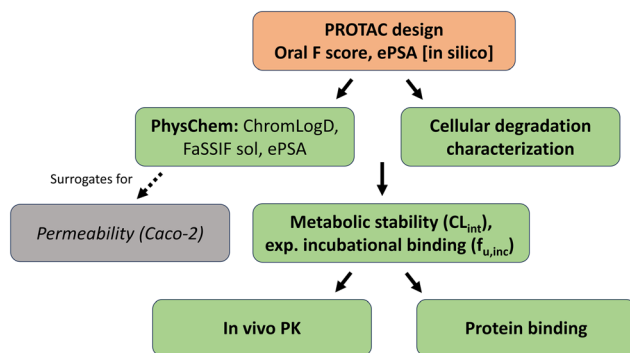 PROTAC design
Oral F score, ePSA [in silico]
PhysChem: ChromLogD,
FaSSIF sol, ePSA
Cellular degradation
characterization
Surrogates for
Permeability (Caco-2)
Metabolic stability (CLint),
exp. incubational binding (fu,inc)
In vivo PK
Protein binding